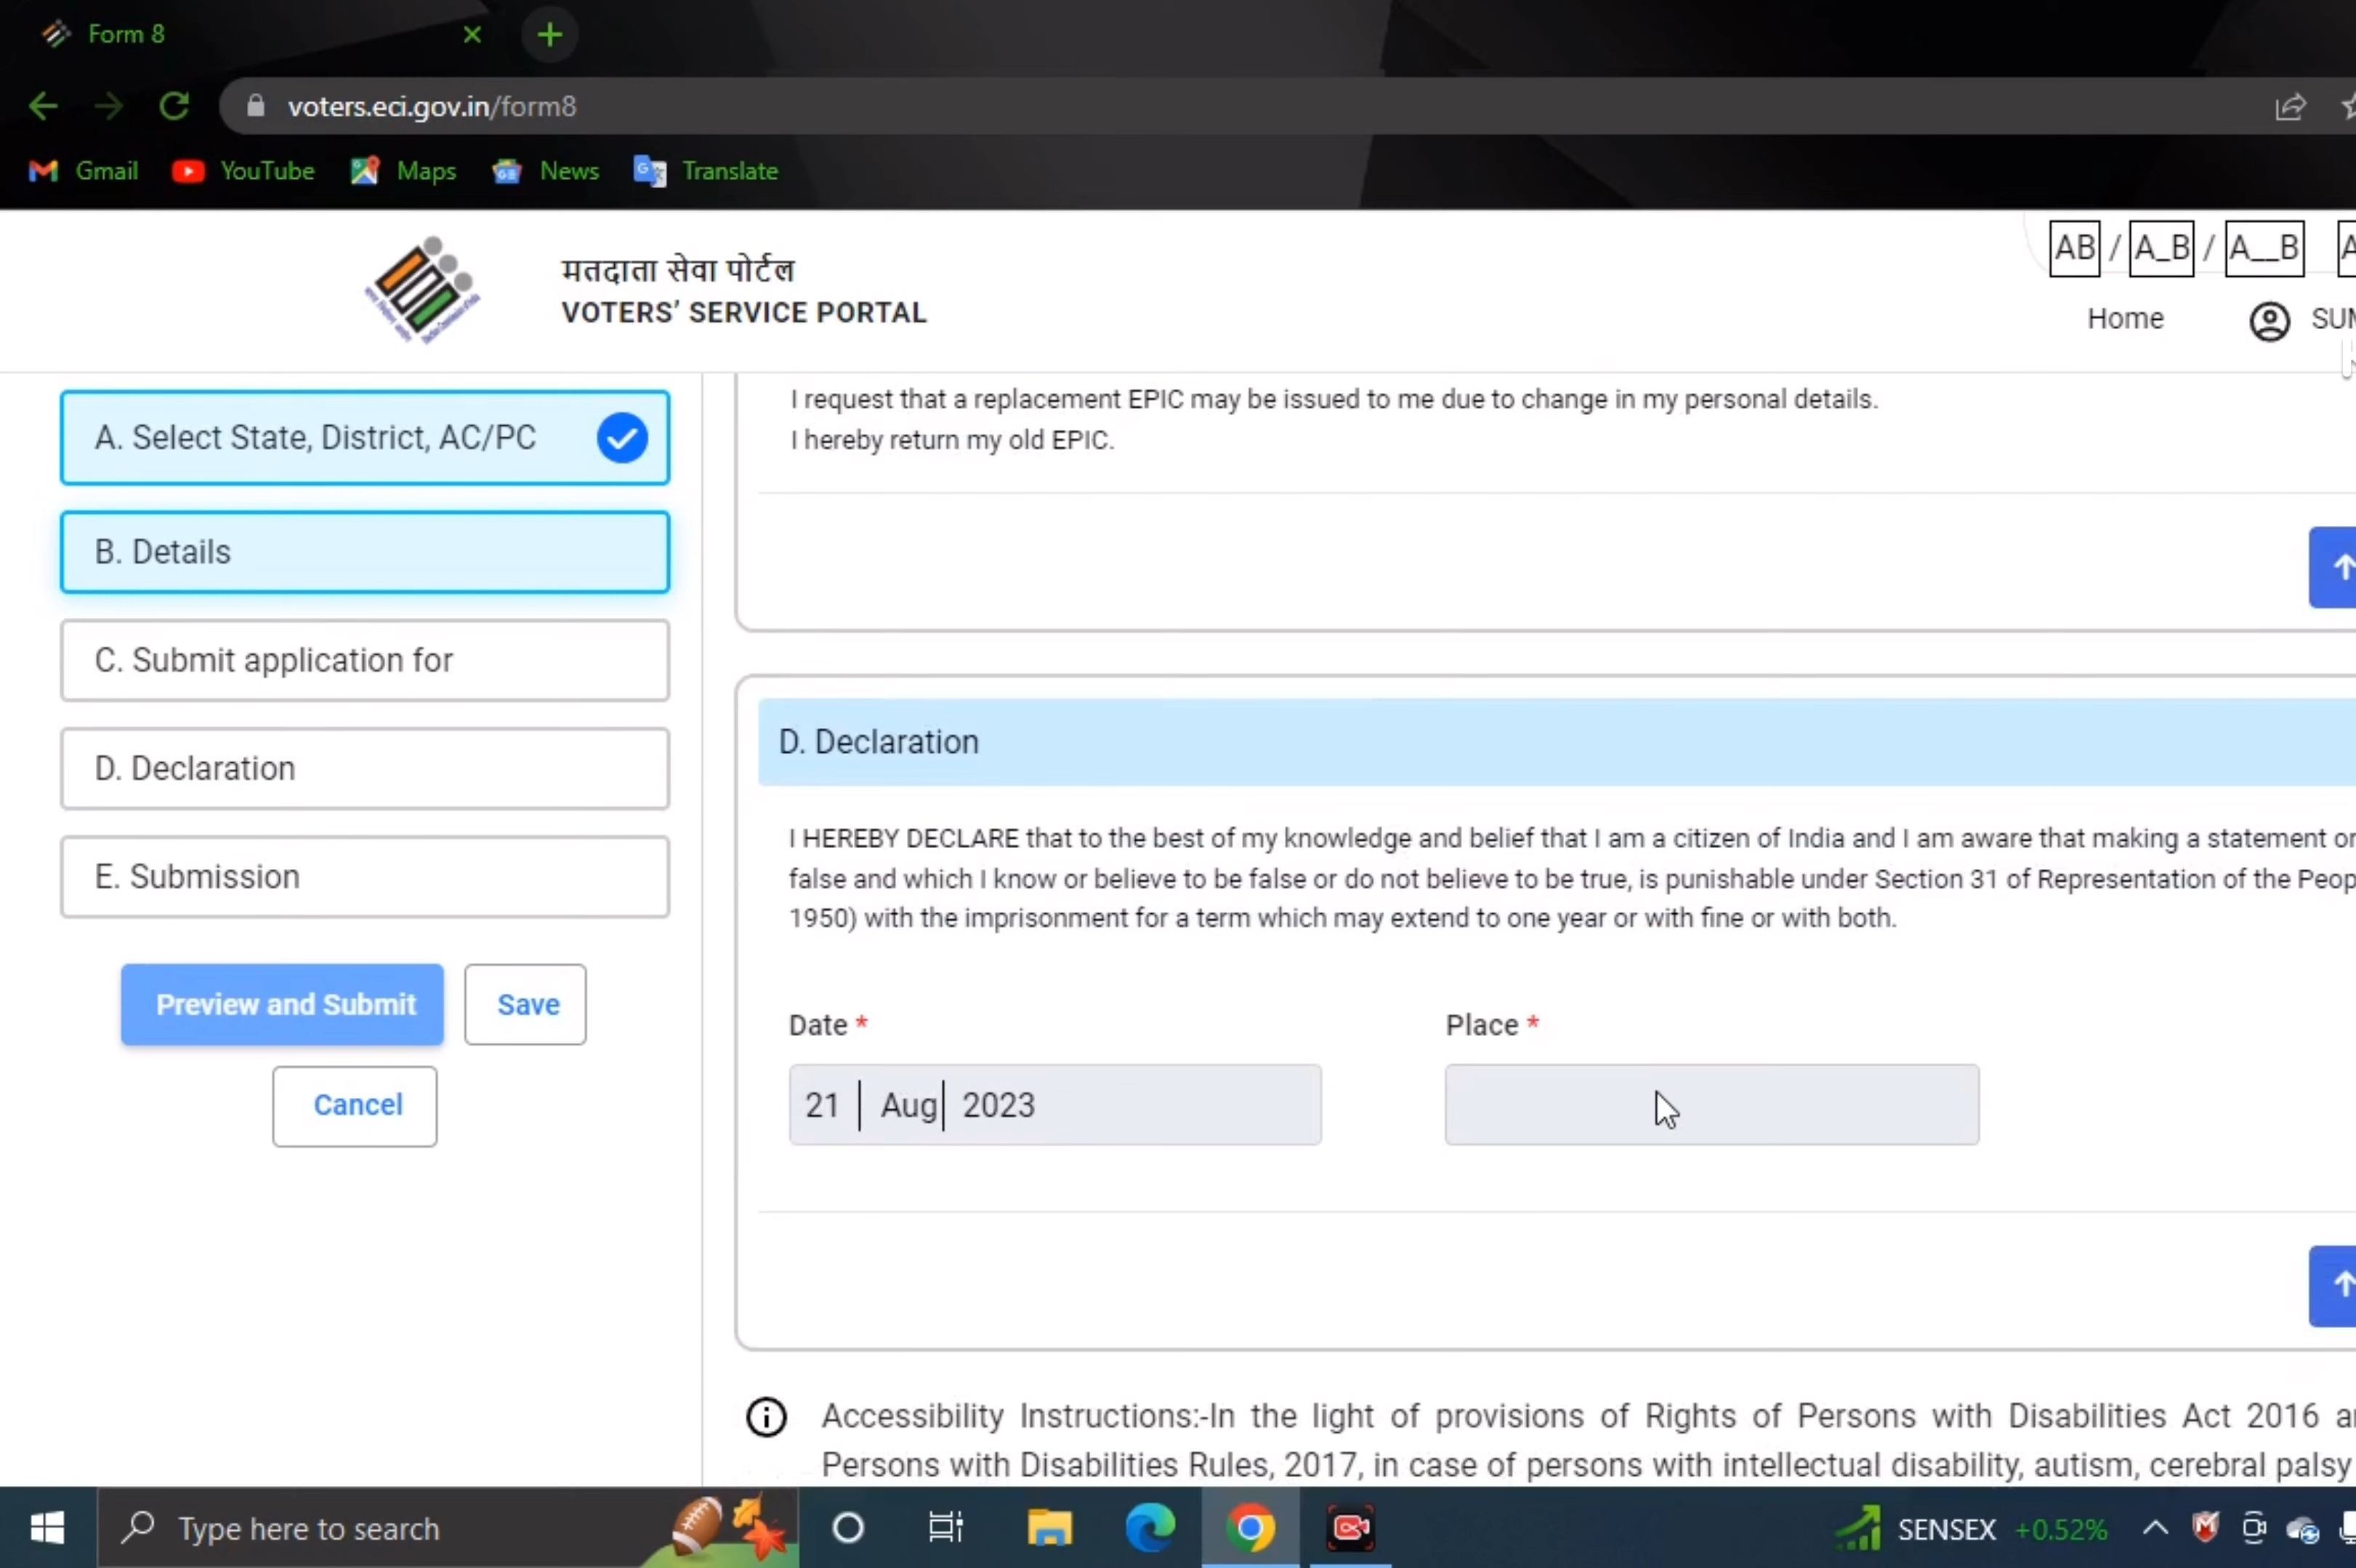 Form 8
voters.eci.gov.in/form8
Gmail YouTube Maps News Translate
मतदाता सेवा पोर्टल
VOTERS’ SERVICE PORTAL
AB / A_B / A__B A
Home SUM
A. Select State, District, AC/PC
B. Details
C. Submit application for
D. Declaration
E. Submission
Preview and Submit Save
Cancel
I request that a replacement EPIC may be issued to me due to change in my personal details.
I hereby return my old EPIC.
D. Declaration
I HEREBY DECLARE that to the best of my knowledge and belief that I am a citizen of India and I am aware that making a statement or
false and which I know or believe to be false or do not believe to be true, is punishable under Section 31 of Representation of the Peop
1950) with the imprisonment for a term which may extend to one year or with fine or with both.
Date * Place *
21 | Aug| 2023
Accessibility Instructions:-In the light of provisions of Rights of Persons with Disabilities Act 2016
Persons with Disabilities Rules, 2017, in case of persons with intellectual disability, autism, cerebral palsy
Type here to search SENSEX +0.52%